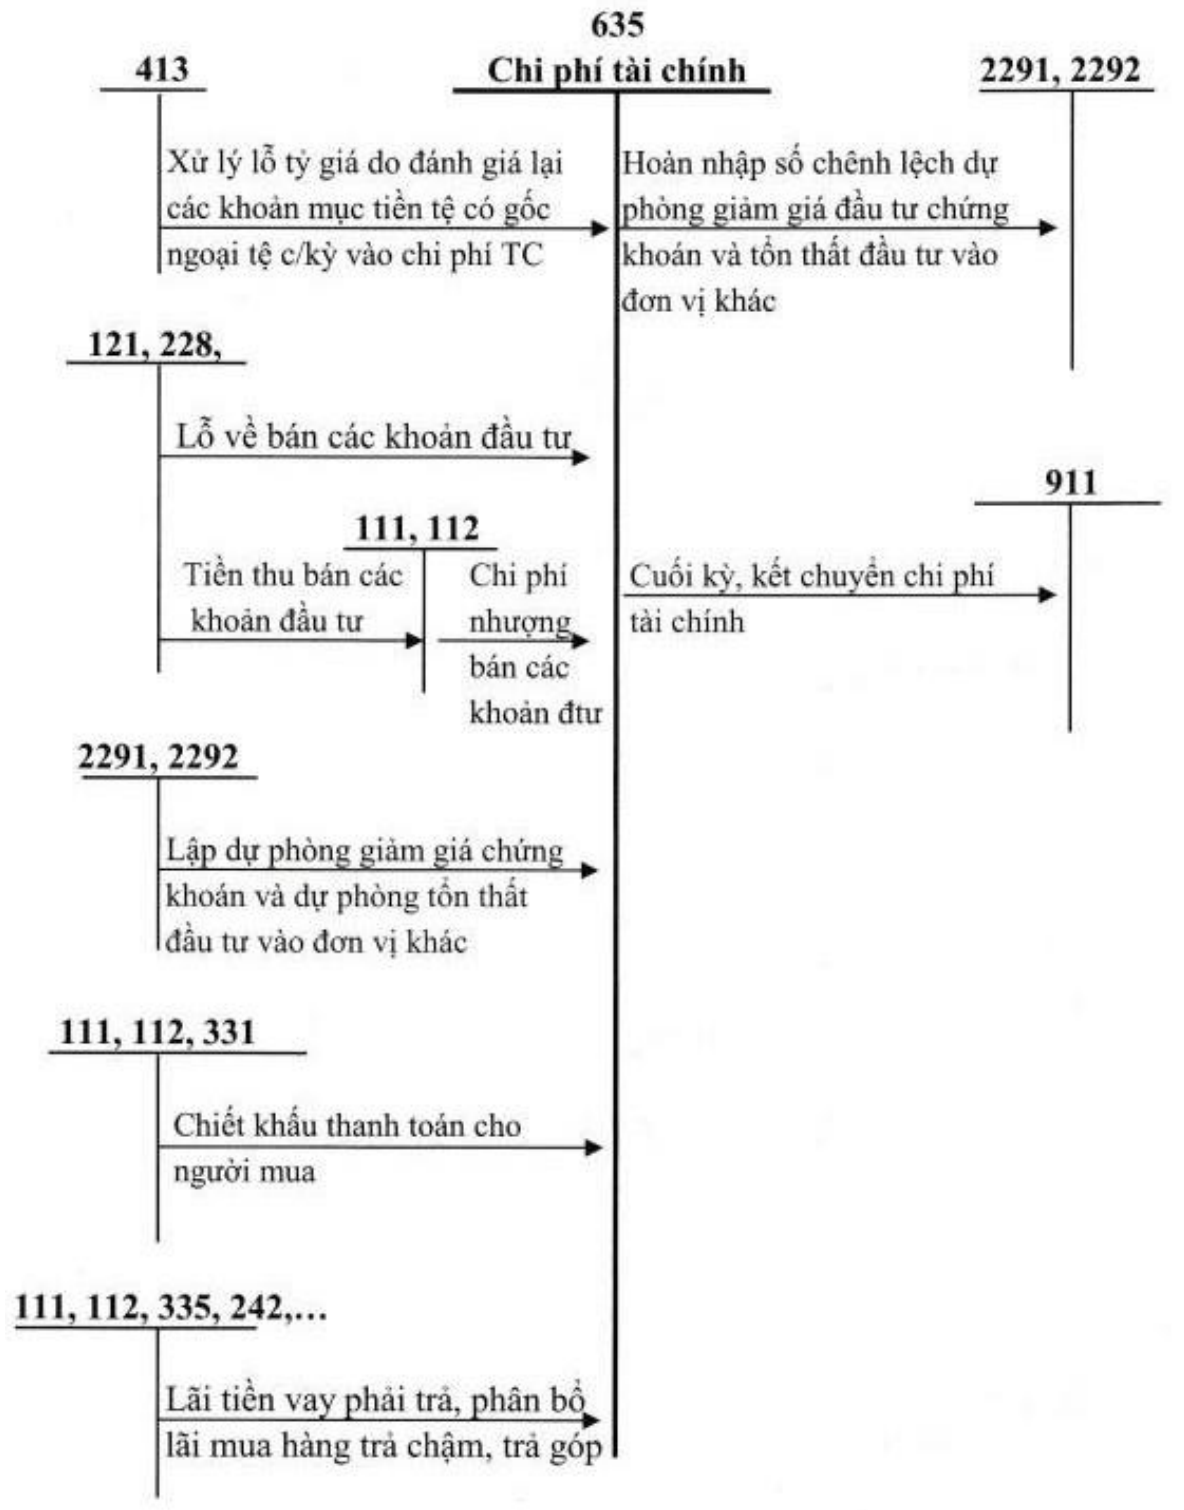 635
413
Chi phí tài chính
2291, 2292
Xử lý lỗ tỷ giá do đánh giá lại
các khoản mục tiền tệ có gốc
ngoại tệ c/kỳ vào chi phí TC
Hoàn nhập số chênh lệch dự
phòng giảm giá đầu tư chứng
khoán và tổn thất đầu tư vào
đơn vị khác
121, 228,
Lỗ về bán các khoản đầu tư
911
111, 112
Tiền thu bán các
khoản đầu tư
Chi phí
nhượng
bán các
khoản đtư
Cuối kỳ, kết chuyển chi phí
tài chính
2291, 2292
Lập dự phòng giảm giá chứng
khoán và dự phòng tổn thất
đầu tư vào đơn vị khác
111, 112, 331
Chiết khấu thanh toán cho
người mua
111, 112, 335, 242,...
Lãi tiền vay phải trả, phân bổ
lãi mua hàng trả chậm, trả góp